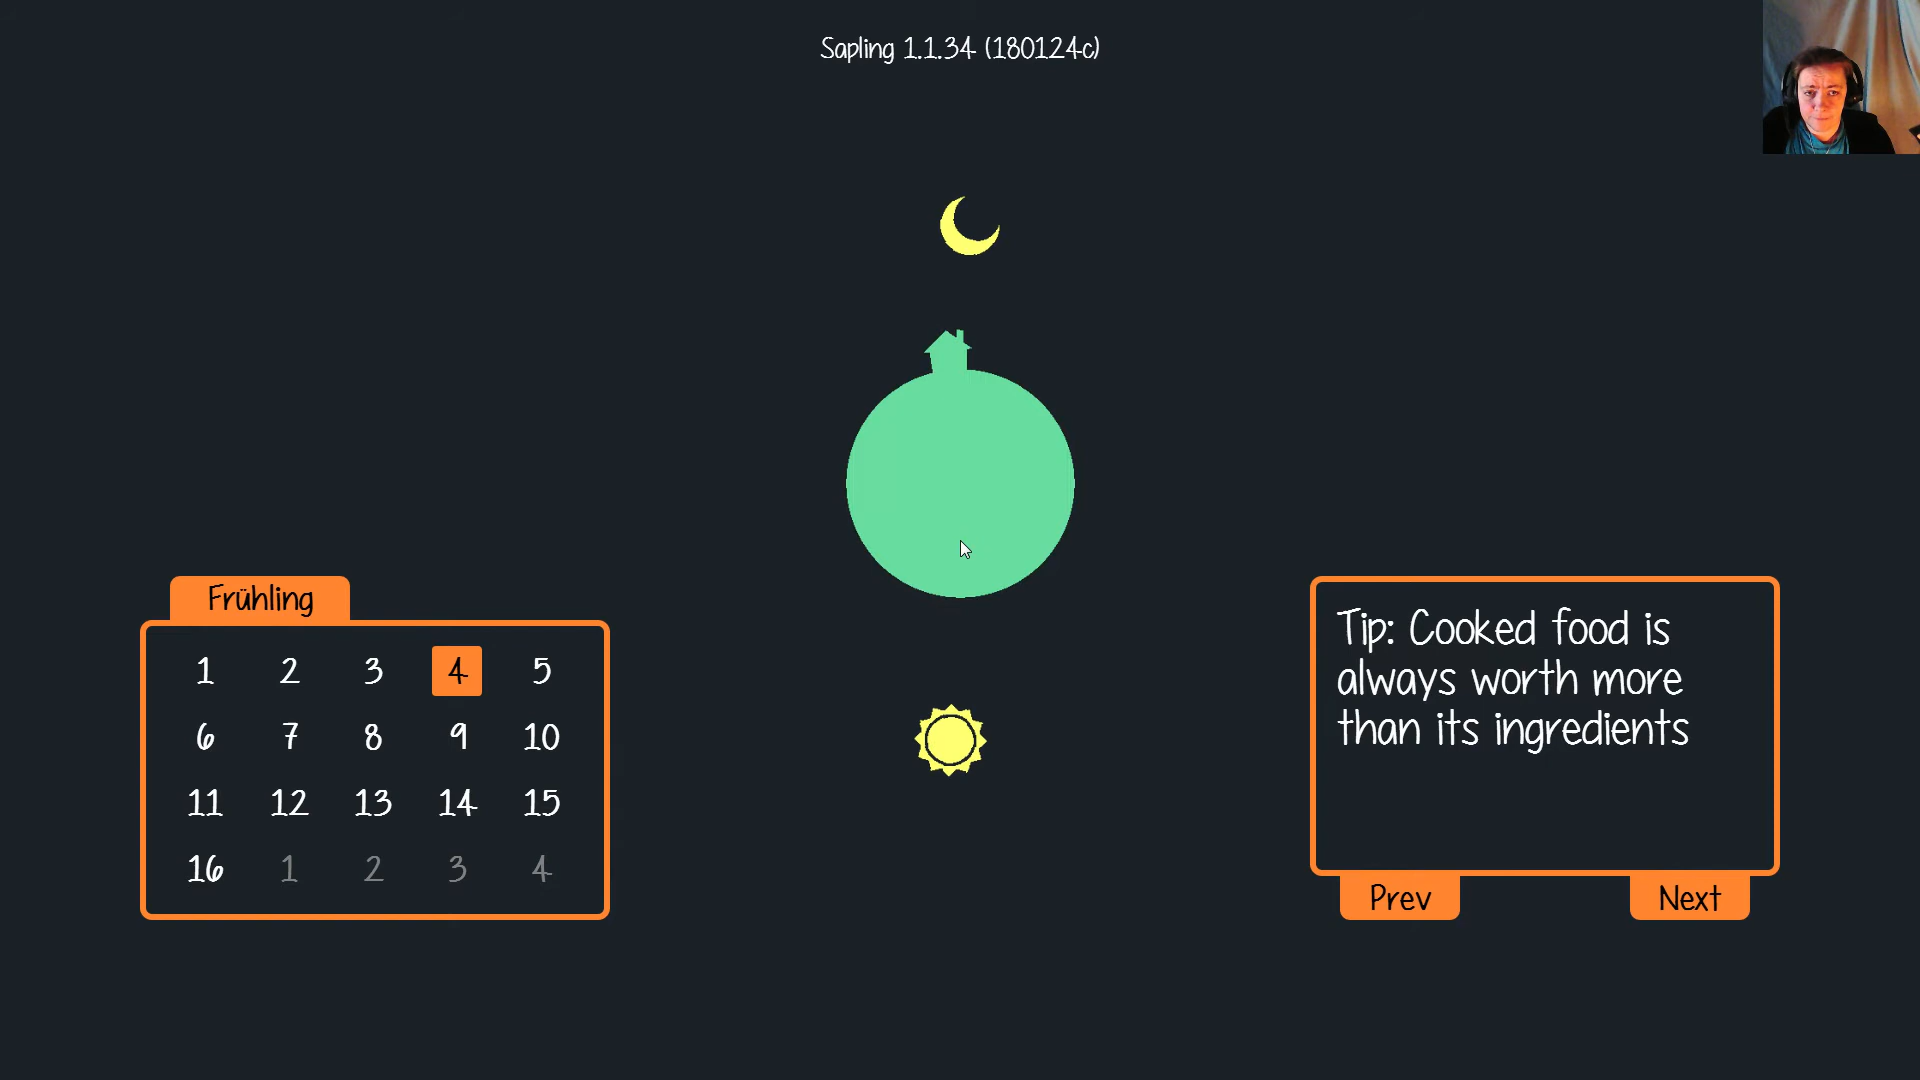 Sapling 1.1.34 (180124c)
Frühling
1 2 3 4 5
6 7 8 9 10
11 12 13 14 15
16 1 2 3 4
Tip: Cooked food is
always worth more
than its ingredients
Prev Next